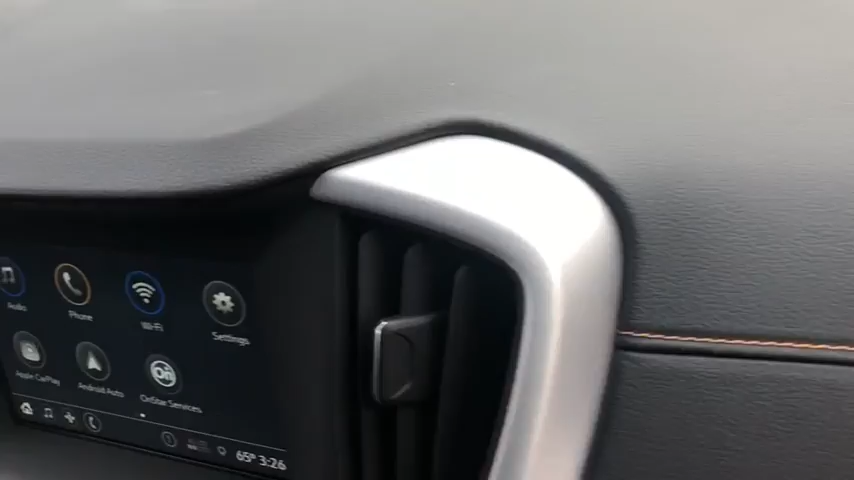 Audio
Phone
Wi-Fi
Settings
Apple CarPlay
Android Auto
OnStar Services
65° 3:26